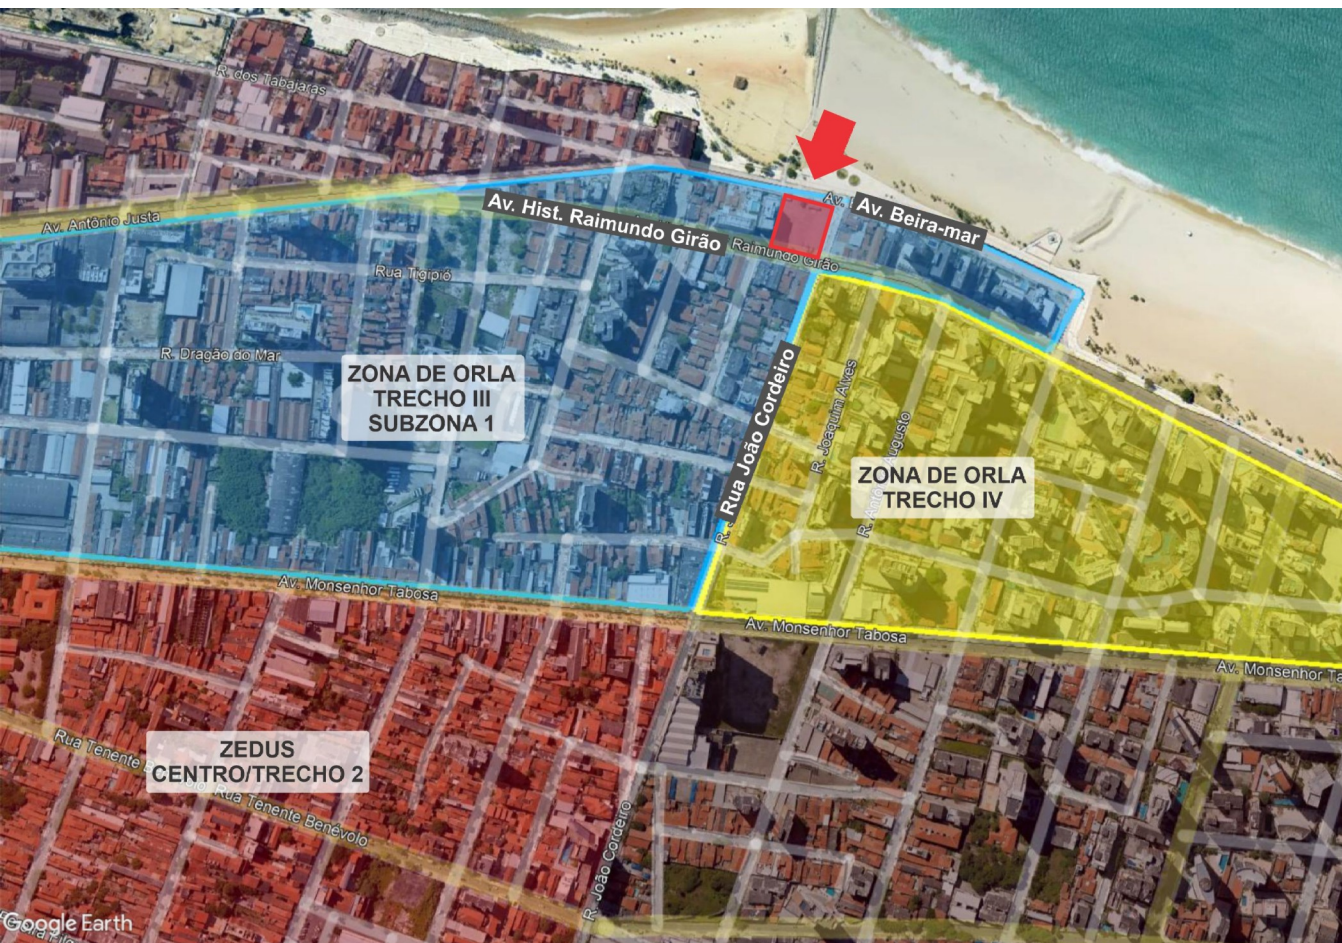 R. dos Tabajaras
Av. Antônio Justa
Av. Hist. Raimundo Girão
Av.
Av. Beira-mar
Raimundo Girão
Rua Tigipió
R. Dragão do Mar
ZONA DE ORLA
TRECHO III
SUBZONA 1
Rua João Cordeiro
R.
R. Joaquim Alves
R. Antô Augusto
ZONA DE ORLA
TRECHO IV
Av. Monsenhor Tabosa
Av. Monsenhor Tabosa
Av. Monsenhor Ta
ZEDUS
CENTRO/TRECHO 2
Rua Tenente
Rua Tenente Benévolo
R. João Cordeiro
Google Earth